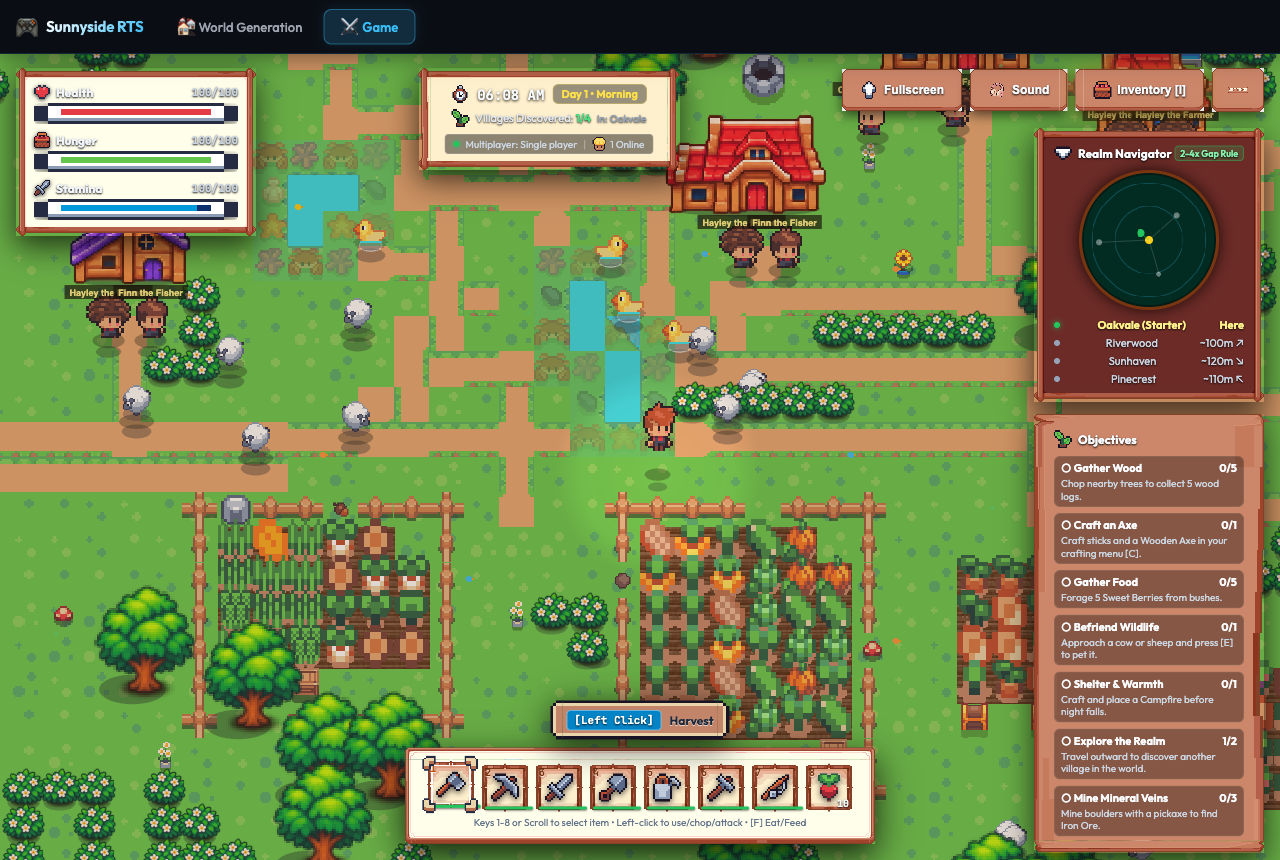 Sunnyside RTS
World Generation
Game
Health 100/100
Hunger 100/100
Stamina 100/100
06:08 AM Day 1 • Morning
Villages Discovered: 1/4 In: Oakvale
Multiplayer: Single player | 1 Online
Fullscreen
Sound
Inventory [I]
Hayley the Hayley the Farmer
Realm Navigator 2-4x Gap Rule
Oakvale (Starter) Here
Riverwood ~100m ↗
Sunhaven ~120m ↘
Pinecrest ~110m ↖
Hayley the Finn the Fisher
Hayley the Finn the Fisher
Objectives
Gather Wood 0/5
Chop nearby trees to collect 5 wood
logs.
Craft an Axe 0/1
Craft sticks and a Wooden Axe in your
crafting menu [C].
Gather Food 0/5
Forage 5 Sweet Berries from bushes.
Befriend Wildlife 0/1
Approach a cow or sheep and press [E]
to pet it.
Shelter & Warmth 0/1
Craft and place a Campfire before
night falls.
Explore the Realm 1/2
Travel outward to discover another
village in the world.
Mine Mineral Veins 0/3
Mine boulders with a pickaxe to find
Iron Ore.
[Left Click] Harvest
10
Keys 1-8 or Scroll to select item • Left-click to use/chop/attack • [F] Eat/Feed